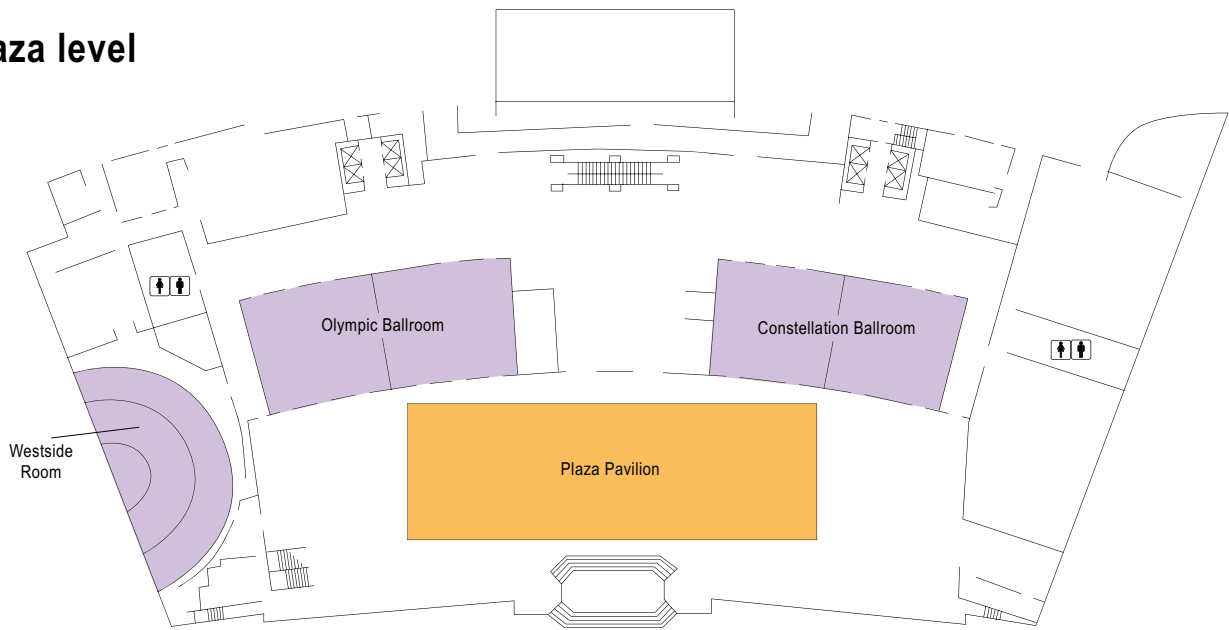 aza level
Olympic Ballroom
Constellation Ballroom
Westside
Room
Plaza Pavilion